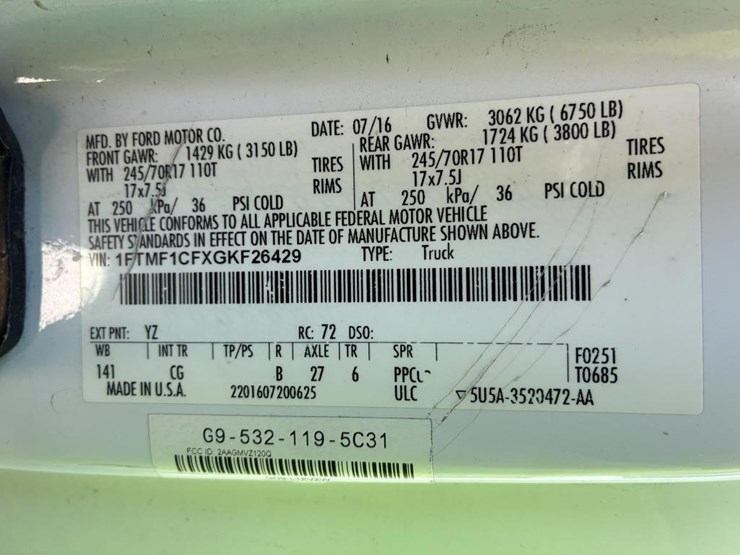 MFD. BY FORD MOTOR CO. DATE: 07/16 GVWR: 3062 KG ( 6750 LB)
FRONT GAWR: 1429 KG ( 3150 LB) REAR GAWR: 1724 KG ( 3800 LB)
WITH 245/70R17 110T TIRES WITH 245/70R17 110T TIRES
17x7.5J RIMS 17x7.5J RIMS
AT 250 kPa/ 36 PSI COLD AT 250 kPa/ 36 PSI COLD
THIS VEHICLE CONFORMS TO ALL APPLICABLE FEDERAL MOTOR VEHICLE
SAFETY STANDARDS IN EFFECT ON THE DATE OF MANUFACTURE SHOWN ABOVE.
VIN: 1FTMF1CFXGKF26429 TYPE: Truck
EXT PNT: YZ RC: 72 DSO:
WB INT TR TP/PS R AXLE TR SPR F0251
141 CG B 27 6 T0685
MADE IN U.S.A. 2201607200625 ULC ▽5U5A-3520472-AA
G9-532-119-5C31
FCC ID: 2AAGMVZ120Q